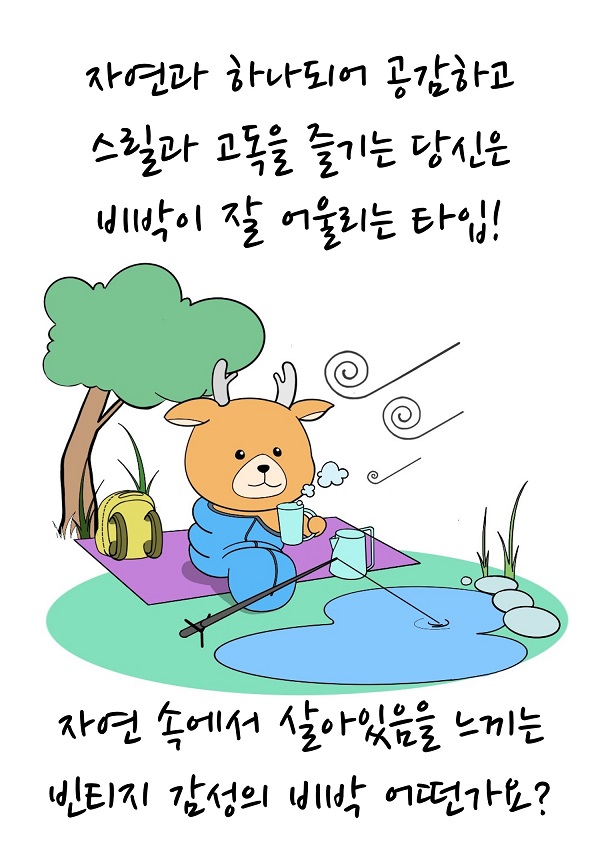 자연과 하나되어 공감하고
스릴과 고독을 즐기는 당신은
비박이 잘 어울리는 타입!
자연 속에서 살아있음을 느끼는
빈티지 감성의 비박 어떤가요?